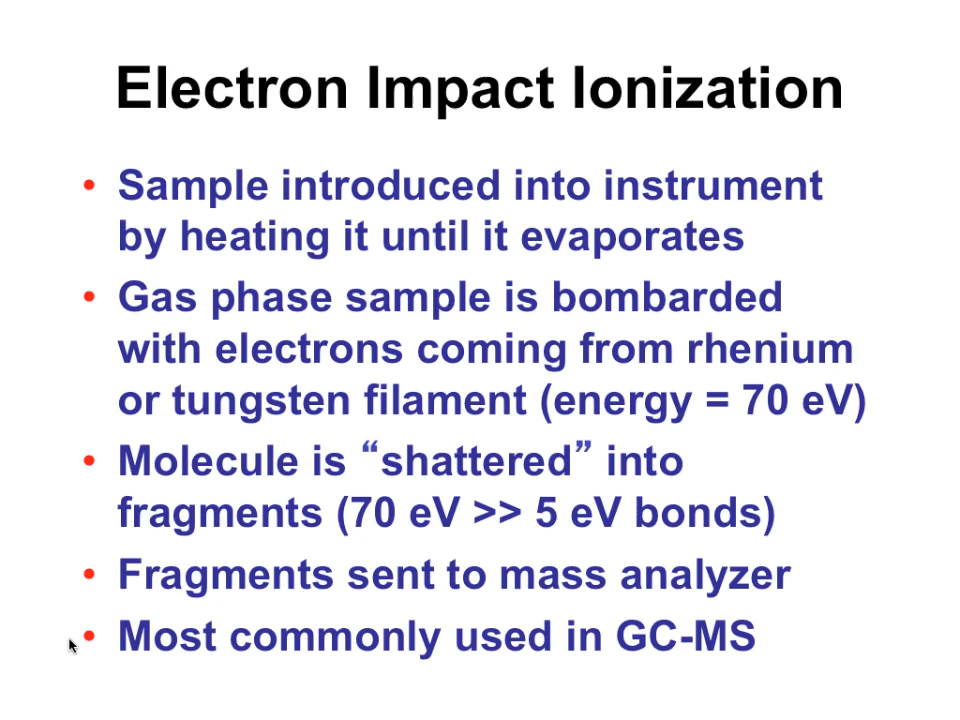 Electron Impact Ionization
• Sample introduced into instrument
by heating it until it evaporates
• Gas phase sample is bombarded
with electrons coming from rhenium
or tungsten filament (energy = 70 eV)
• Molecule is “shattered” into
fragments (70 eV >> 5 eV bonds)
• Fragments sent to mass analyzer
• Most commonly used in GC-MS